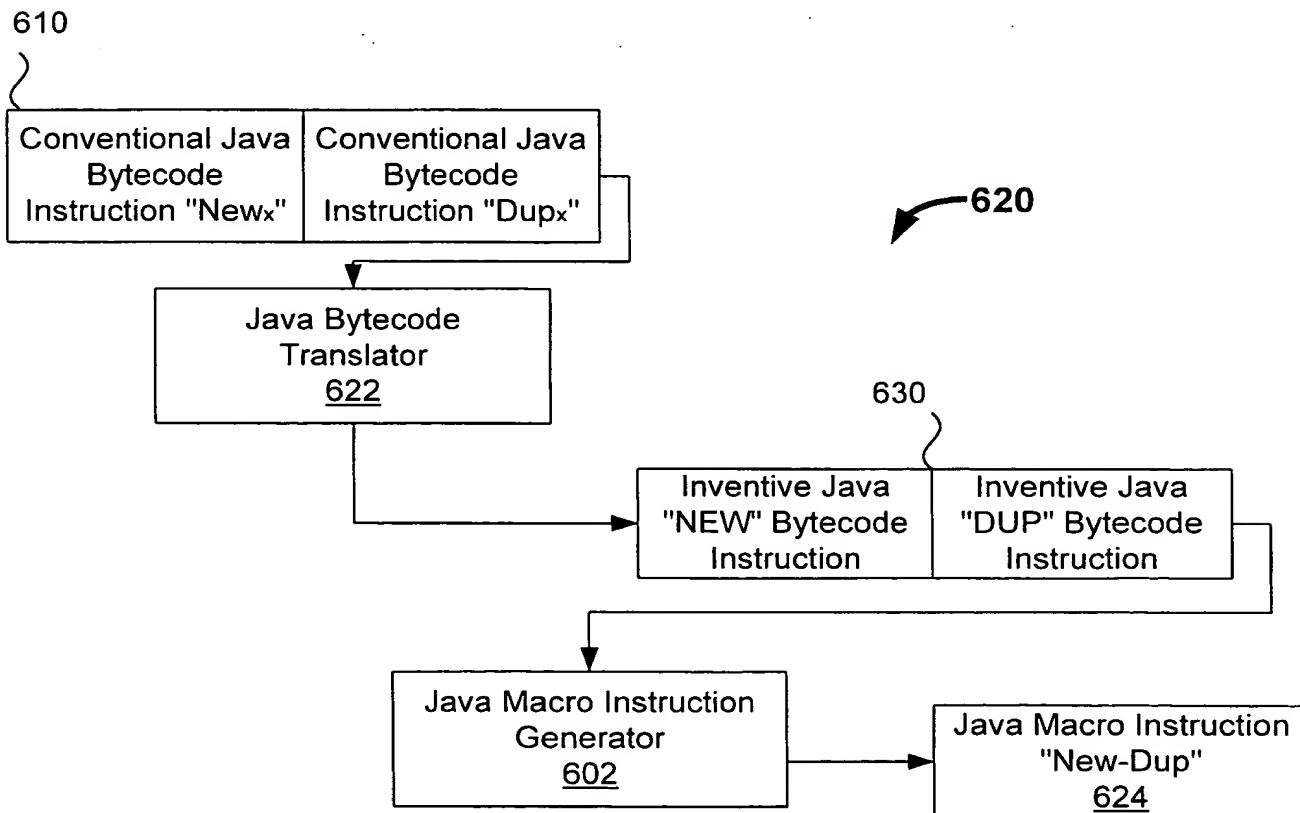 610
Conventional Java
Bytecode
Instruction "Newx"
Conventional Java
Bytecode
Instruction "Dupx"
620
Java Bytecode
Translator
622
630
Inventive Java
"NEW" Bytecode
Instruction
Inventive Java
"DUP" Bytecode
Instruction
Java Macro Instruction
Generator
602
Java Macro Instruction
"New-Dup"
624